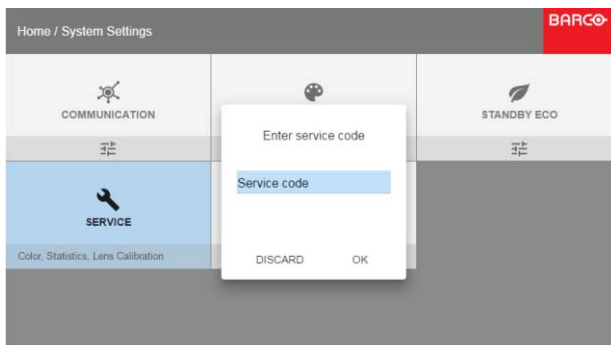 Home / System Settings
BARCO
COMMUNICATION
STANDBY ECO
Enter service code
Service code
SERVICE
Color, Statistics, Lens Calibration
DISCARD OK